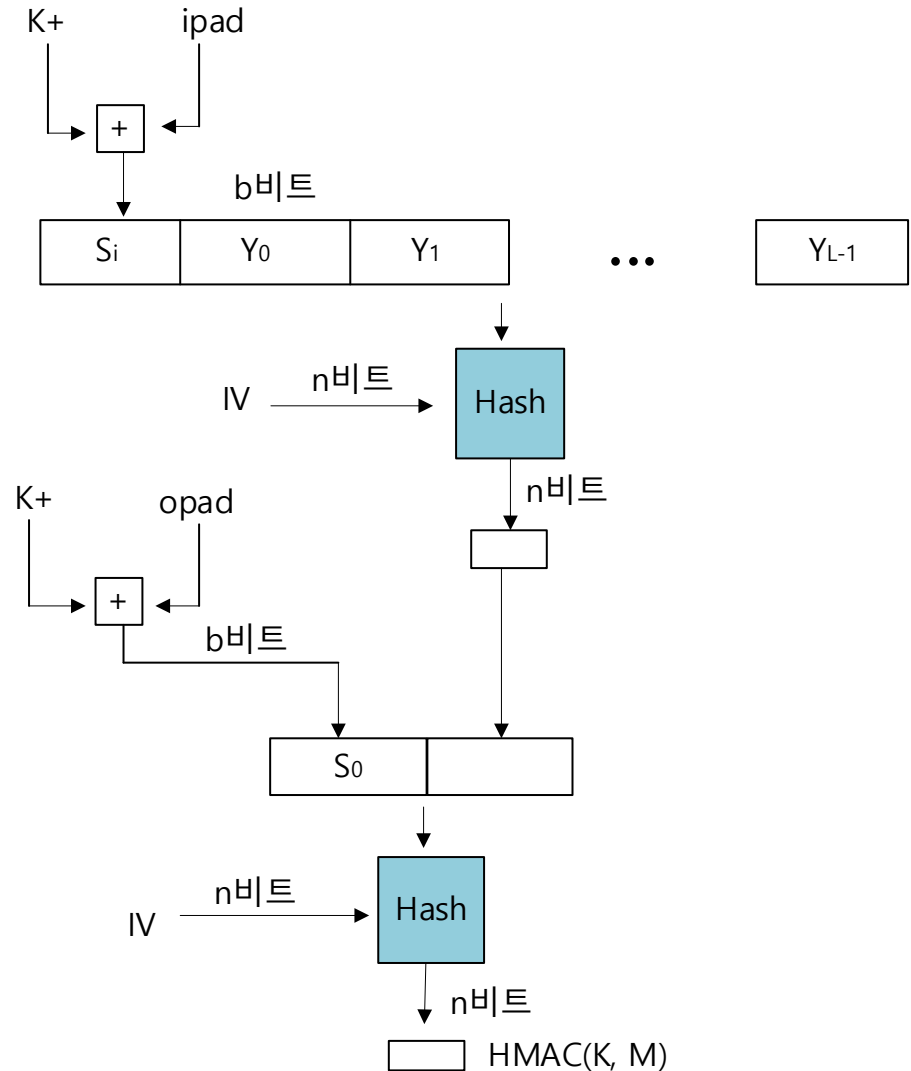 K+ ipad
+
b비트
Si Y0 Y1 ... YL-1
n비트
IV Hash
n비트
K+ opad
+
b비트
S0
n비트
IV Hash
n비트
HMAC(K, M)